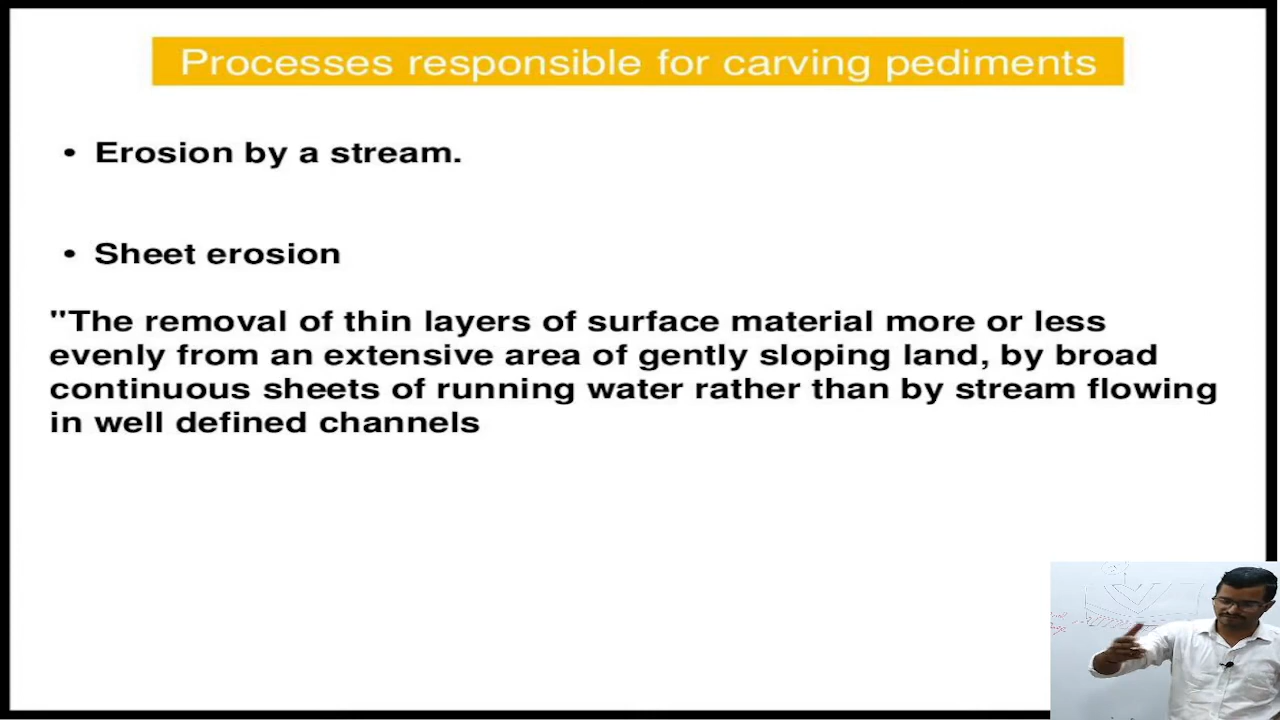 Processes responsible for carving pediments
• Erosion by a stream.
• Sheet erosion
"The removal of thin layers of surface material more or less
evenly from an extensive area of gently sloping land, by broad
continuous sheets of running water rather than by stream flowing
in well defined channels